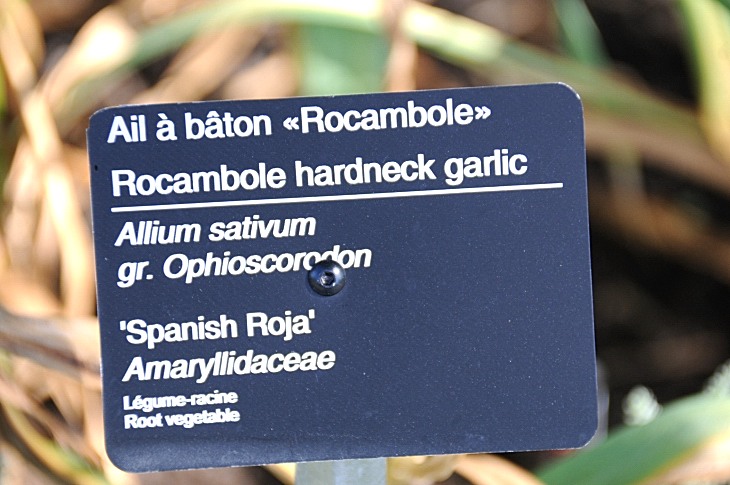 Ail à bâton «Rocambole»
Rocambole hardneck garlic
Allium sativum
gr. Ophioscorodon
'Spanish Roja'
Amaryllidaceae
Légume-racine
Root vegetable